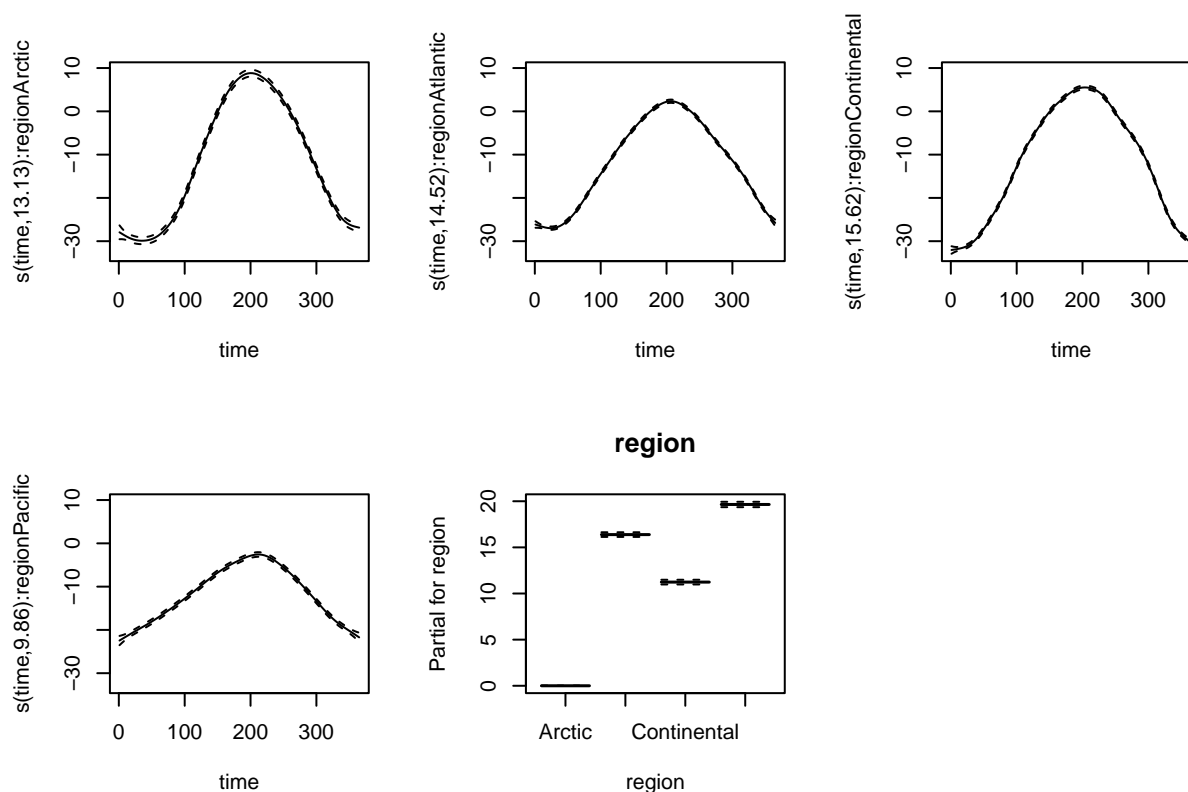 s(time,13.13):regionArctic
10
0
−10
−30
0 100 200 300
time
s(time,14.52):regionAtlantic
10
0
−10
−30
0 100 200 300
time
s(time,15.62):regionContinental
10
0
−10
−30
0 100 200 300
time
s(time,9.86):regionPacific
10
0
−10
−30
0 100 200 300
time
region
Partial for region
20
15
10
5
0
Arctic Continental
region